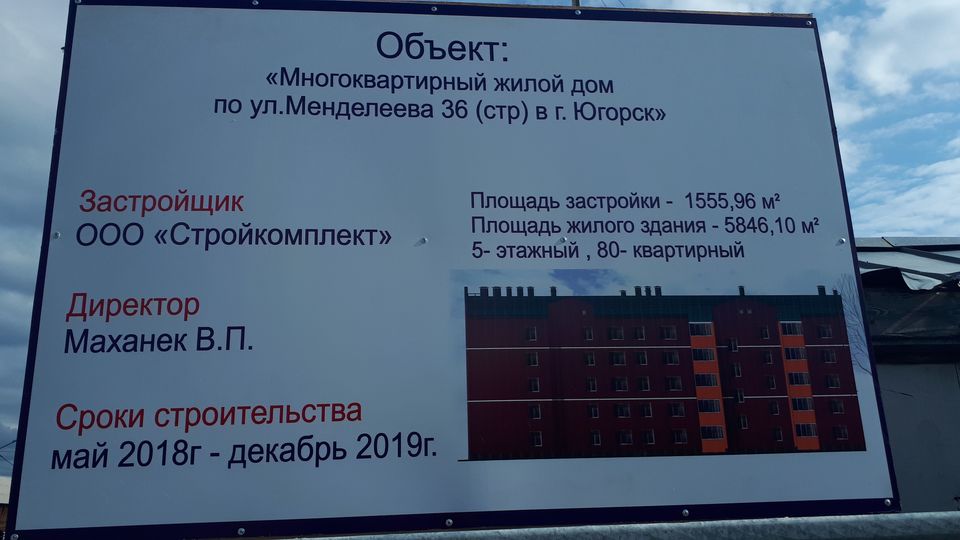 Объект:
«Многоквартирный жилой дом
по ул.Менделеева 36 (стр) в г. Югорск»
Застройщик
ООО «Стройкомплект»
Директор
Маханек В.П.
Сроки строительства
май 2018г - декабрь 2019г.
Площадь застройки - 1555,96 м²
Площадь жилого здания - 5846,10 м²
5- этажный , 80- квартирный